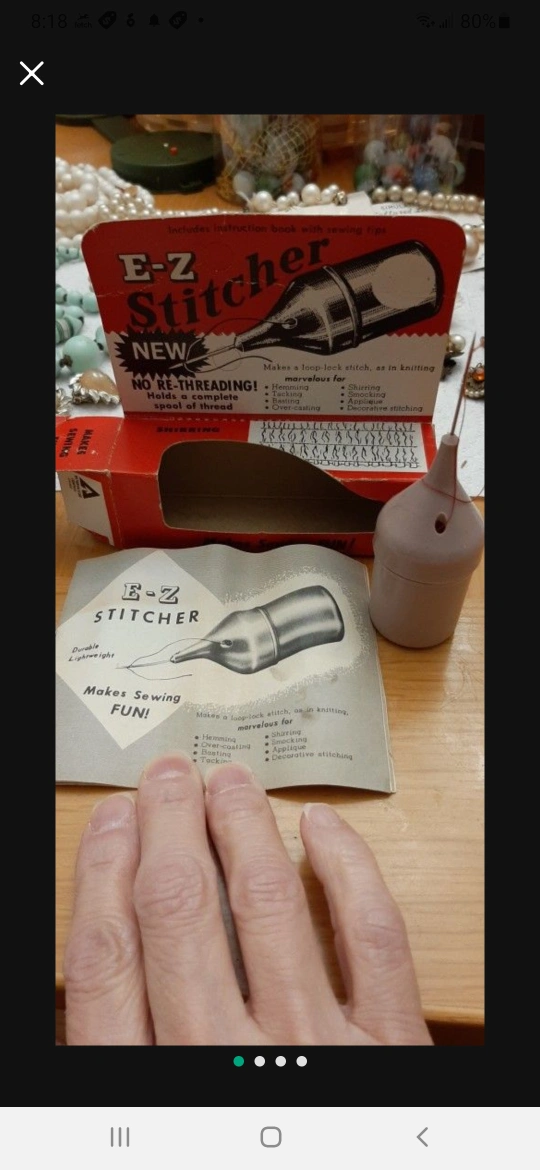 8:18
80%
Includes instruction book with sewing tips
E-Z
Stitcher
NEW
NO RE-THREADING!
Holds a complete
spool of thread
Makes a loop-lock stitch, as in knitting
marvelous for
• Hemming
• Tacking
• Basting
• Over-casting
• Shirring
• Smocking
• Applique
• Decorative stitching
MAKES
SEWING
SHIRRING
E-Z
STITCHER
Durable
Lightweight
Makes Sewing
FUN!
Makes a loop-lock stitch, as in knitting,
marvelous for
• Hemming
• Over-casting
• Basting
• Tacking
• Shirring
• Smocking
• Applique
• Decorative stitching